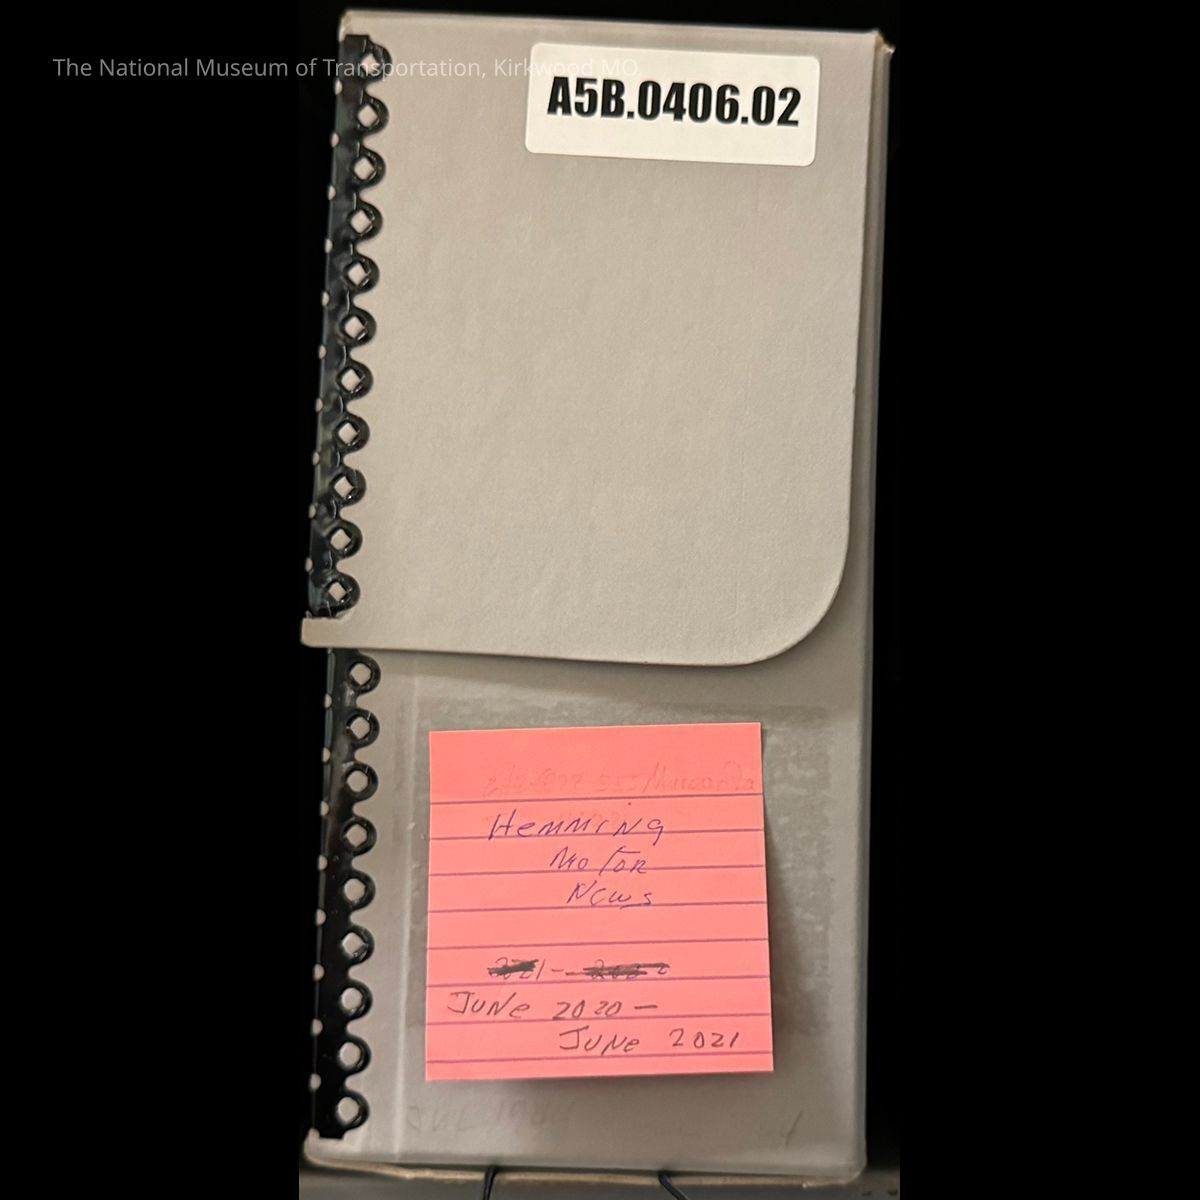 The National Museum of Transportation, Kirkwood MO.
A5B.0406.02
Hemming
Motor
News
June 2020 -
June 2021